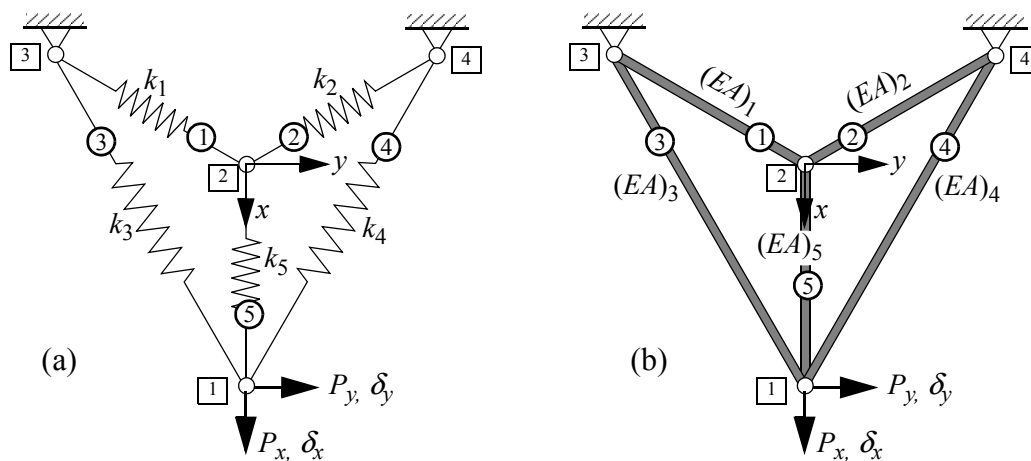 3
4
k1
k2
3
1
2
4
2
y
x
k3
k4
k5
5
(a)
1
Py, δy
Px, δx
3
4
(EA)1
(EA)2
3
1
2
4
2
y
(EA)3
(EA)4
x
(EA)5
5
(b)
1
Py, δy
Px, δx